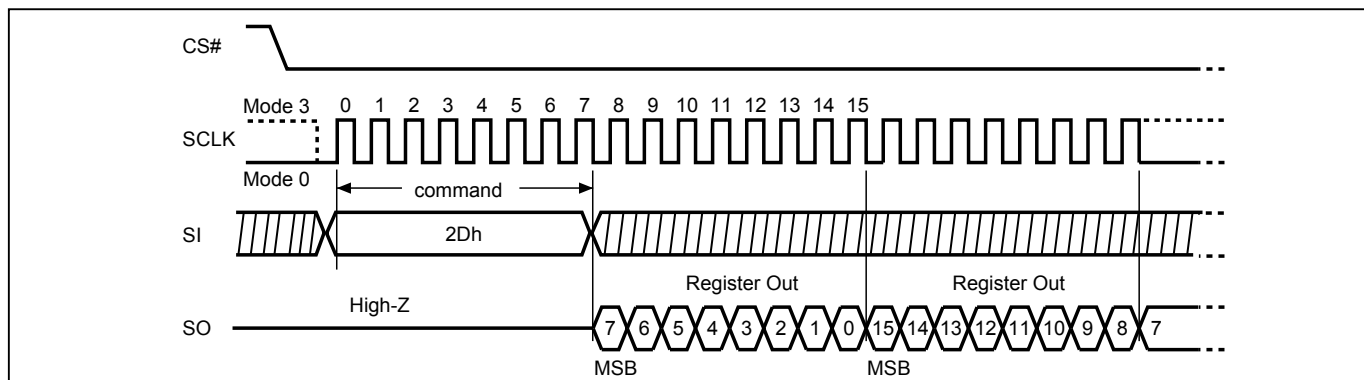 CS#
Mode 3 0 1 2 3 4 5 6 7 8 9 10 11 12 13 14 15
SCLK
Mode 0
command
SI
2Dh
Register Out Register Out
High-Z
SO
7 6 5 4 3 2 1 0 15 14 13 12 11 10 9 8 7
MSB MSB